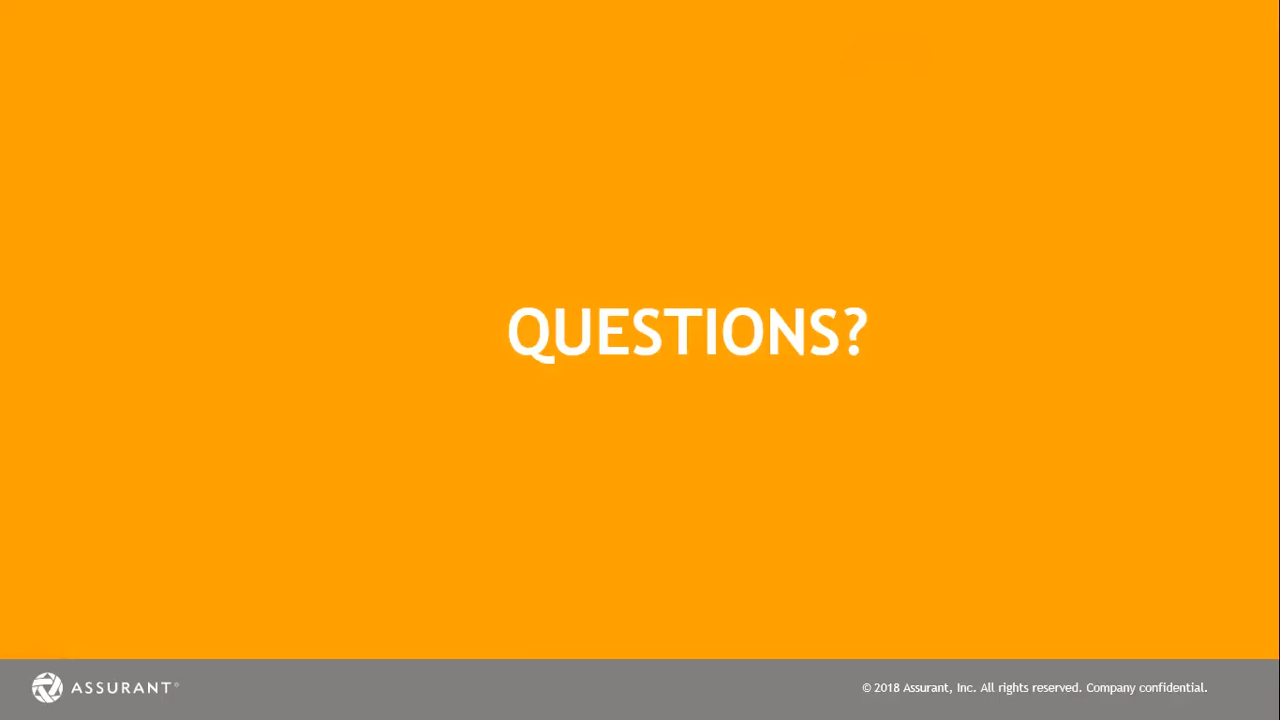 QUESTIONS?
ASSURANT®
© 2018 Assurant, Inc. All rights reserved. Company confidential.